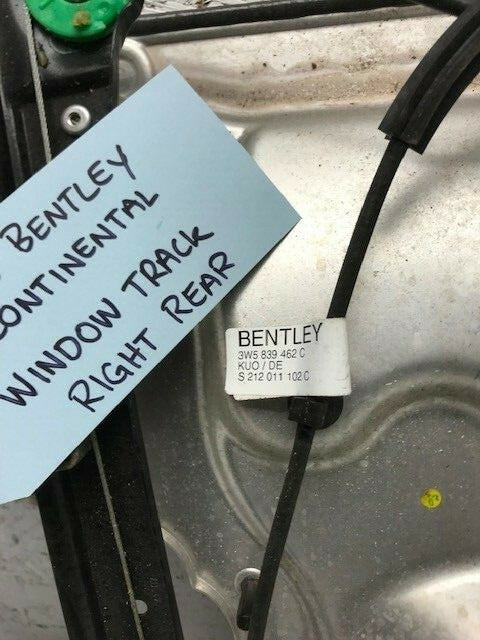 BENTLEY
CONTINENTAL
WINDOW TRACK
RIGHT REAR
BENTLEY
3W5 839 462 C
KUO / DE
S 212 011 102 C